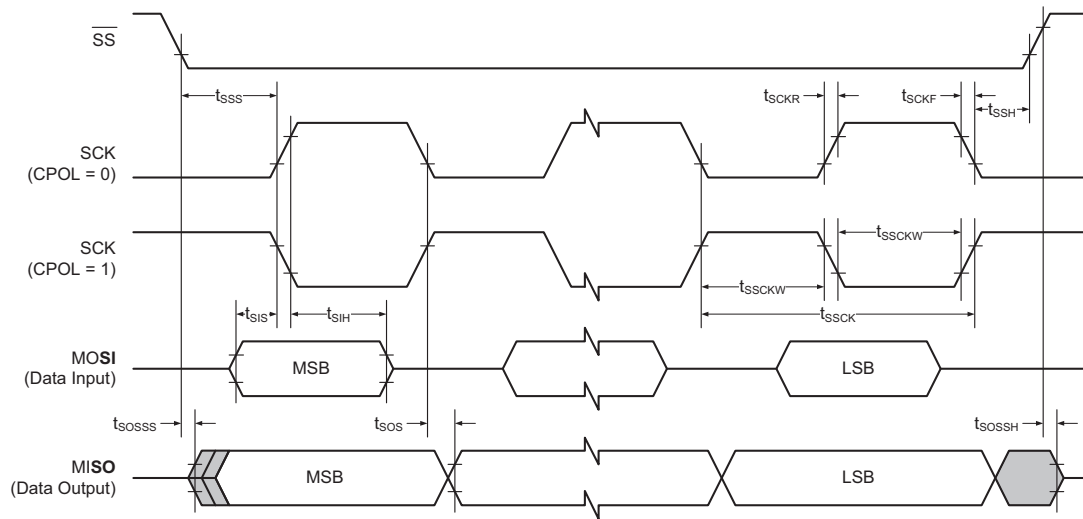 SS
tSSS
tSCKR
tSCKF
tSSH
SCK
(CPOL = 0)
SCK
(CPOL = 1)
tSSCKW
tSSCKW
tSSCK
tSIS
tSIH
MOSI
(Data Input)
MSB
LSB
tSOSSS
tSOS
tSOSSH
MISO
(Data Output)
MSB
LSB